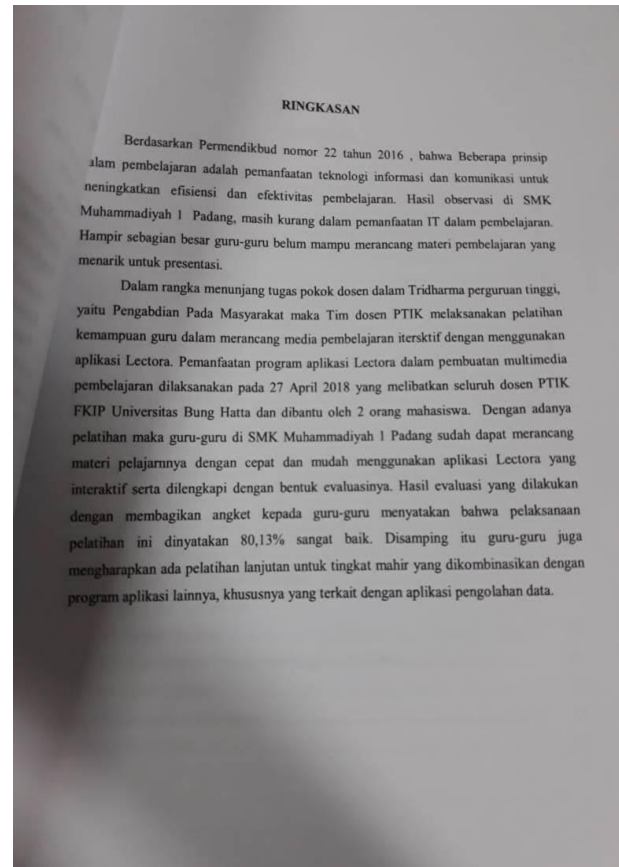 RINGKASAN
Berdasarkan Permendikbud nomor 22 tahun 2016 , bahwa Beberapa prinsip
alam pembelajaran adalah pemanfaatan teknologi informasi dan komunikasi untuk
neningkatkan efisiensi dan efektivitas pembelajaran. Hasil observasi di SMK
Muhammadiyah 1 Padang, masih kurang dalam pemanfaatan IT dalam pembelajaran.
Hampir sebagian besar guru-guru belum mampu merancang materi pembelajaran yang
menarik untuk presentasi.
Dalam rangka menunjang tugas pokok dosen dalam Tridharma perguruan tinggi,
yaitu Pengabdian Pada Masyarakat maka Tim dosen PTIK melaksanakan pelatihan
kemampuan guru dalam merancang media pembelajaran itersktif dengan menggunakan
aplikasi Lectora. Pemanfaatan program aplikasi Lectora dalam pembuatan multimedia
pembelajaran dilaksanakan pada 27 April 2018 yang melibatkan seluruh dosen PTIK
FKIP Universitas Bung Hatta dan dibantu oleh 2 orang mahasiswa. Dengan adanya
pelatihan maka guru-guru di SMK Muhammadiyah 1 Padang sudah dapat merancang
materi pelajarnnya dengan cepat dan mudah menggunakan aplikasi Lectora yang
interaktif serta dilengkapi dengan bentuk evaluasinya. Hasil evaluasi yang dilakukan
dengan membagikan angket kepada guru-guru menyatakan bahwa pelaksanaan
pelatihan ini dinyatakan 80,13% sangat baik. Disamping itu guru-guru juga
mengharapkan ada pelatihan lanjutan untuk tingkat mahir yang dikombinasikan dengan
program aplikasi lainnya, khususnya yang terkait dengan aplikasi pengolahan data.